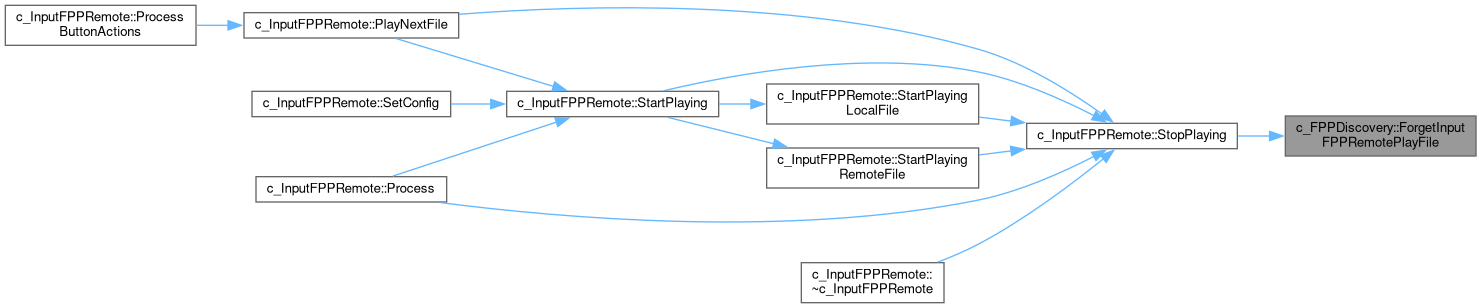 c_InputFPPRemote::Process
ButtonActions
c_InputFPPRemote::PlayNextFile
c_InputFPPRemote::SetConfig
c_InputFPPRemote::StartPlaying
c_InputFPPRemote::StartPlaying
LocalFile
c_InputFPPRemote::StartPlaying
RemoteFile
c_InputFPPRemote::StopPlaying
c_FPPDiscovery::ForgetInput
FPPRemotePlayFile
c_InputFPPRemote::Process
c_InputFPPRemote::
~c_InputFPPRemote